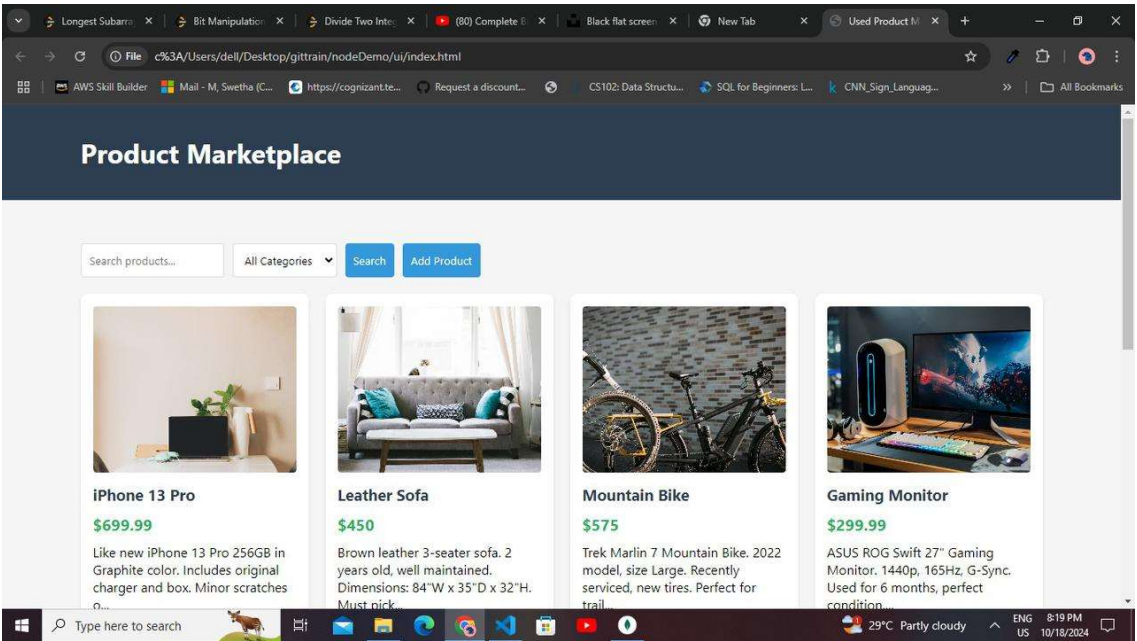 Longest Subarra
Bit Manipulation
Divide Two Inte
(80) Complete B
Black flat screen
New Tab
Used Product M
File c%3A/Users/dell/Desktop/gittrain/nodeDemo/ui/index.html
AWS Skill Builder
Mail - M, Swetha (C...
https://cognizant.te...
Request a discount...
CS102: Data Structu...
SQL for Beginners: L...
CNN_Sign_Languag...
All Bookmarks
Product Marketplace
Search products...
All Categories
Search
Add Product
iPhone 13 Pro
$699.99
Like new iPhone 13 Pro 256GB in
Graphite color. Includes original
charger and box. Minor scratches
o...
Leather Sofa
$450
Brown leather 3-seater sofa. 2
years old, well maintained.
Dimensions: 84"W x 35"D x 32"H.
Must pick...
Mountain Bike
$575
Trek Marlin 7 Mountain Bike. 2022
model, size Large. Recently
serviced, new tires. Perfect for
trail...
Gaming Monitor
$299.99
ASUS ROG Swift 27" Gaming
Monitor. 1440p, 165Hz, G-Sync.
Used for 6 months, perfect
condition....
Type here to search
29°C Partly cloudy
ENG
US
8:19 PM
10/18/2024